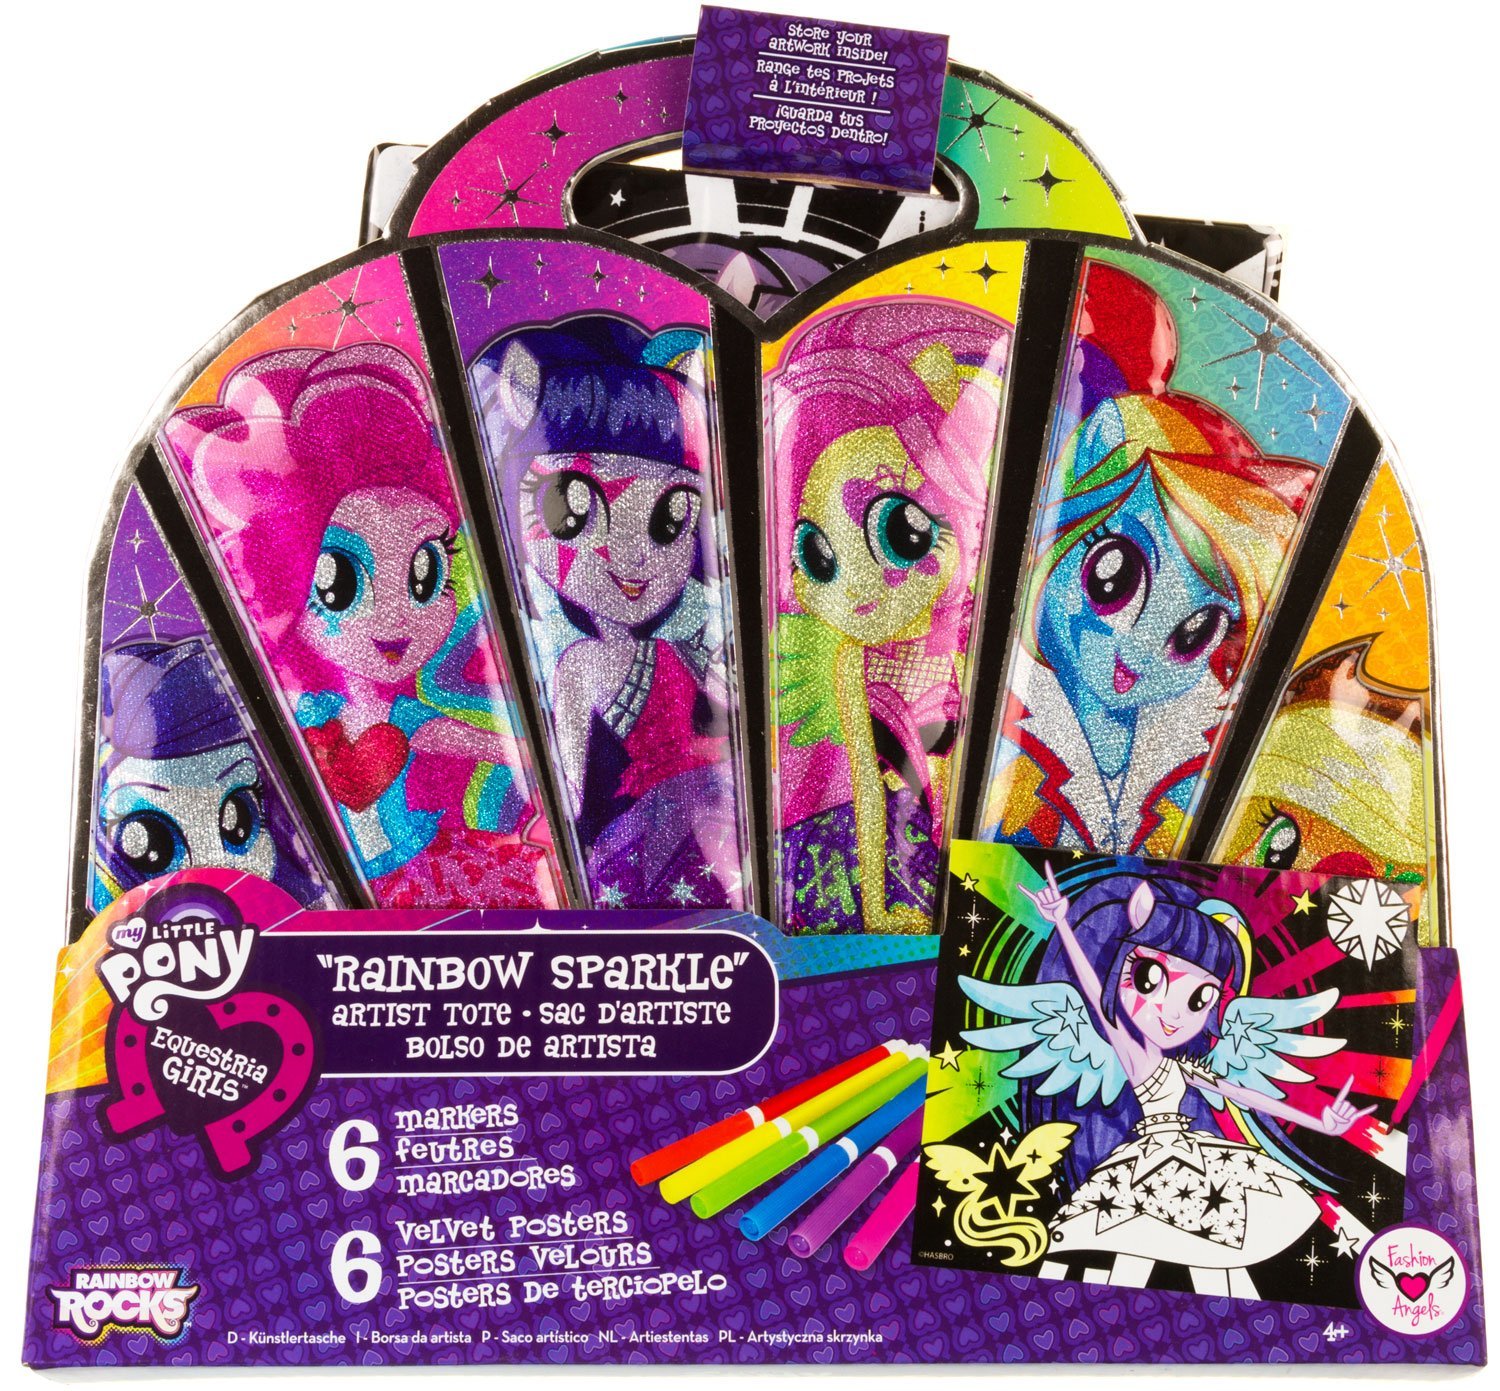 Store your
artwork inside!
Range tes projets
à l'intérieur !
¡Guarda tus
proyectos dentro!
my LITTLE
PONY
EQUESTRIA
GIRLS™
"RAINBOW SPARKLE"
ARTIST TOTE • SAC D'ARTISTE
BOLSO DE ARTISTA
6 markers
feutres
marcadores
6 Velvet Posters
Posters Velours
Posters de terciopelo
RAINBOW
ROCKS™
D - Künstlertasche I - Borsa da artista P - Saco artístico NL - Artiestentas PL - Artystyczna skrzynka
©HASBRO
Fashion
Angels®
4+